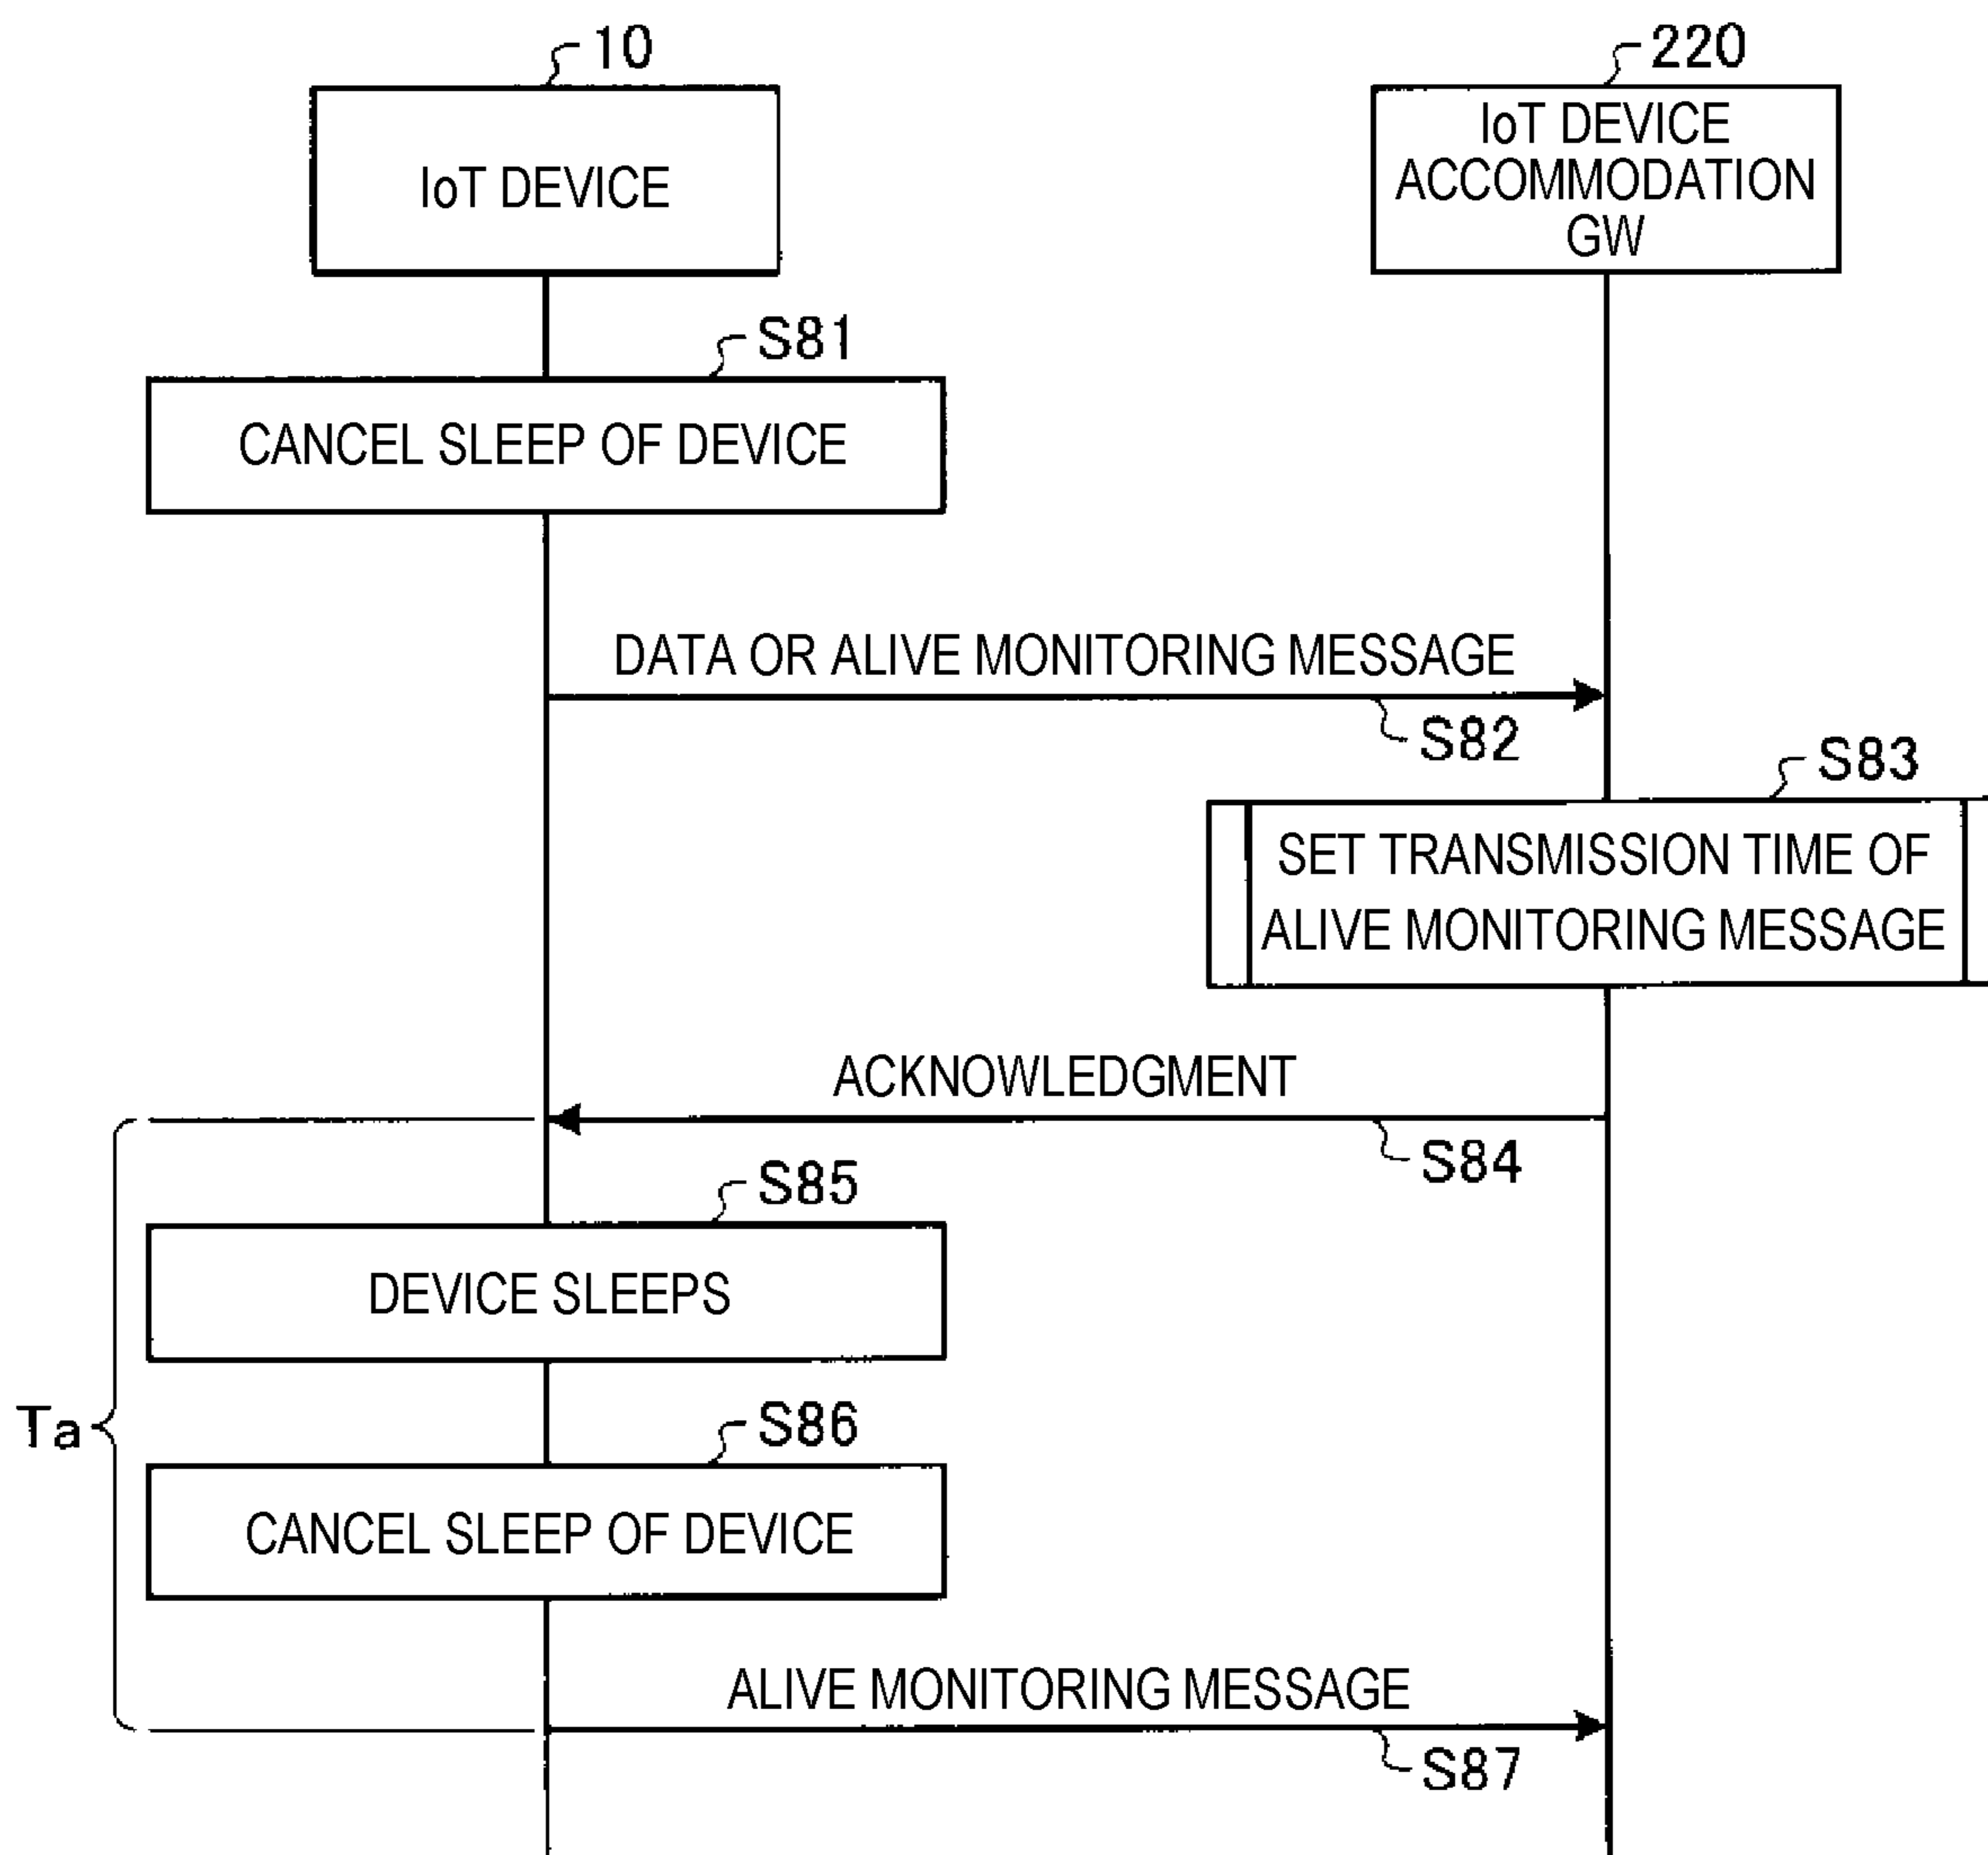 10
220
IoT DEVICE
IoT DEVICE
ACCOMMODATION
GW
S81
CANCEL SLEEP OF DEVICE
DATA OR ALIVE MONITORING MESSAGE
S82
S83
SET TRANSMISSION TIME OF
ALIVE MONITORING MESSAGE
ACKNOWLEDGMENT
S84
S85
DEVICE SLEEPS
Ta
S86
CANCEL SLEEP OF DEVICE
ALIVE MONITORING MESSAGE
S87